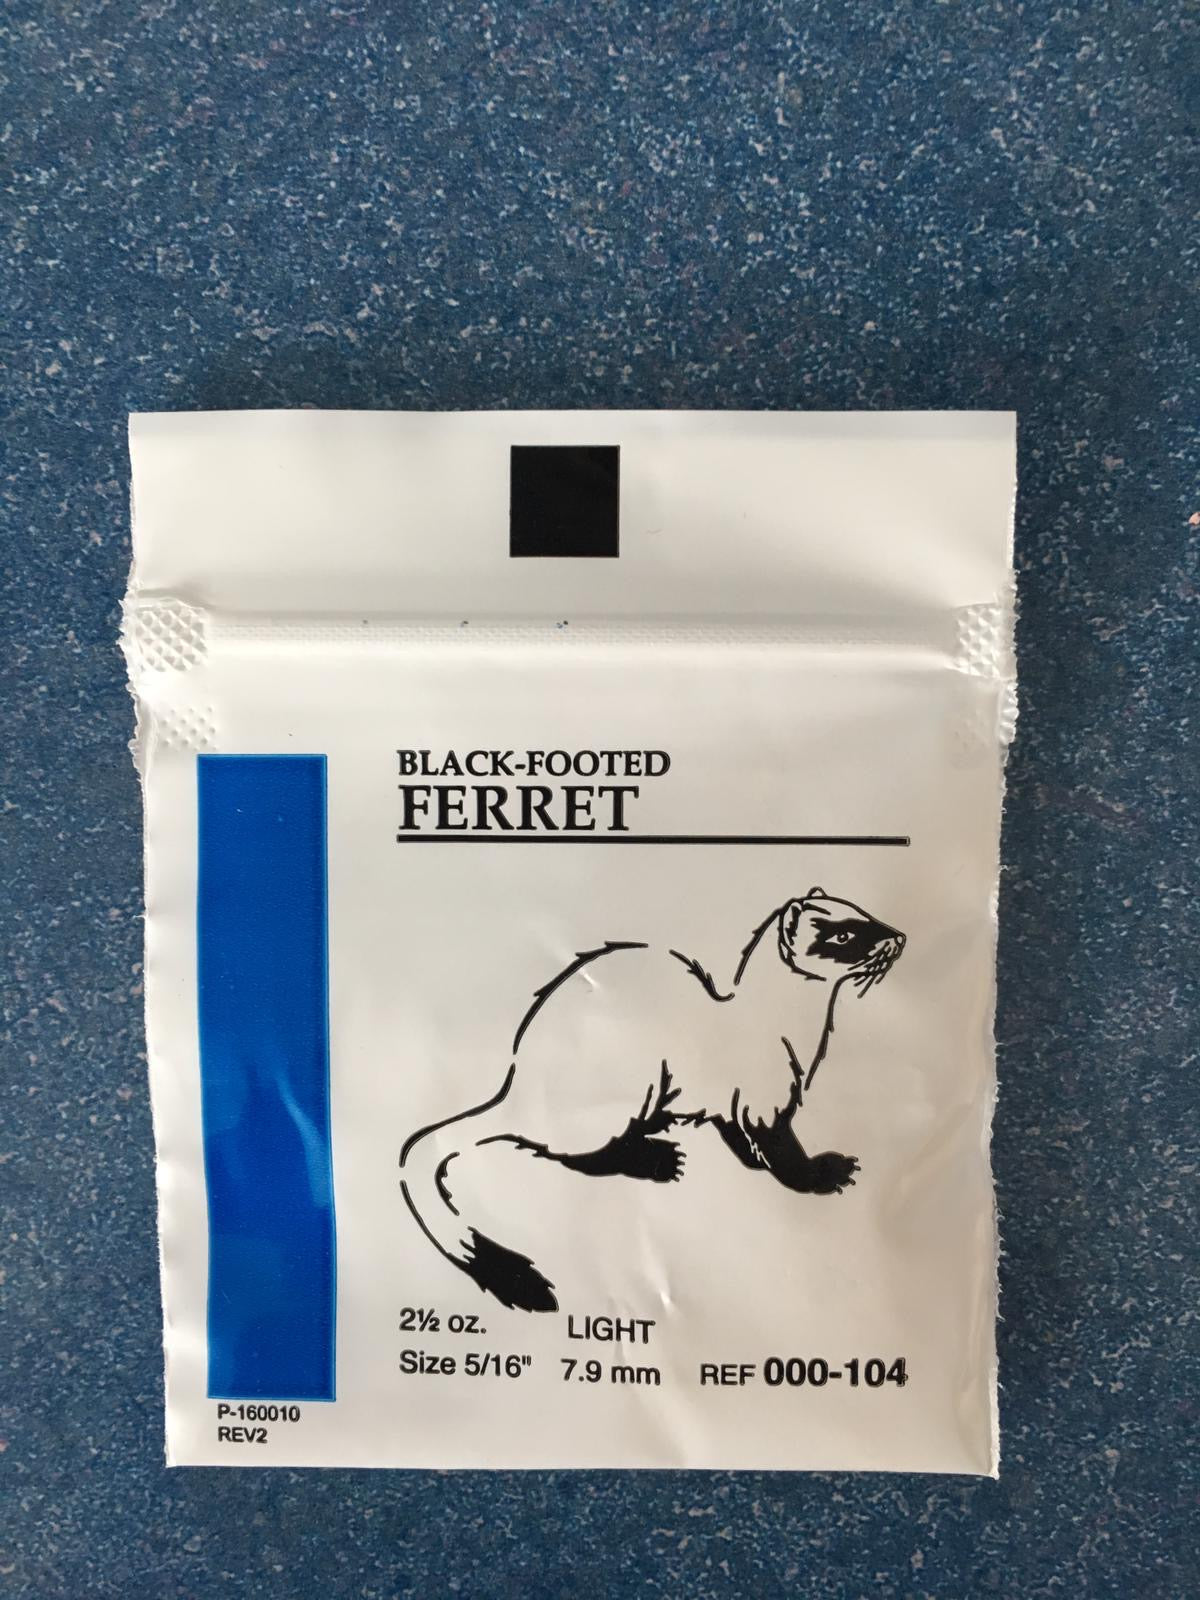 BLACK-FOOTED
FERRET
2½ oz. LIGHT
Size 5/16" 7.9 mm REF 000-104
P-160010
REV2